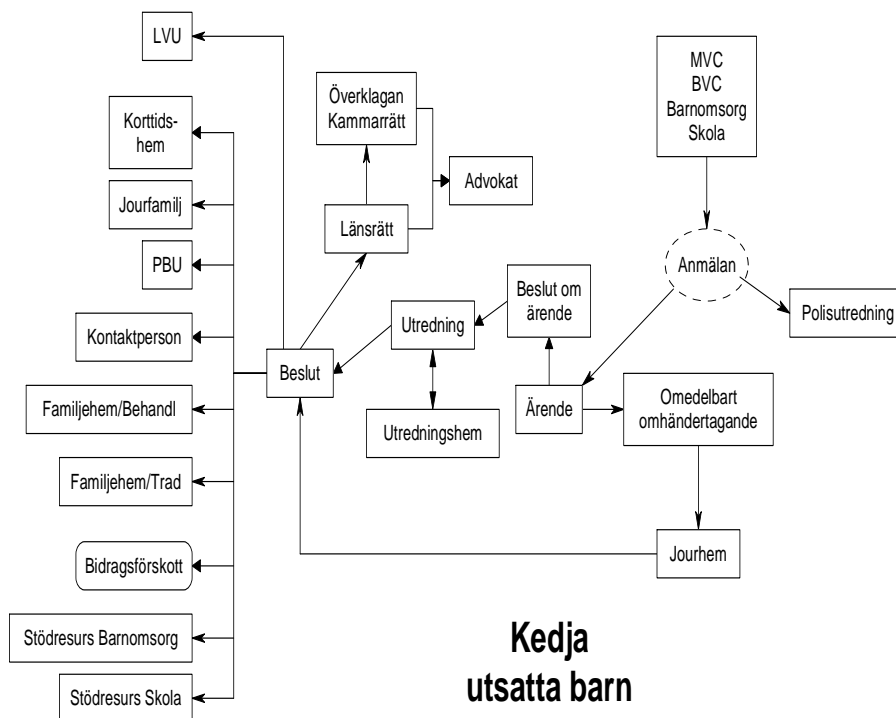 LVU
MVC
BVC
Barnomsorg
Skola
Överklagan
Kammarrätt
Korttids-
hem
Advokat
Jourfamilj
Länsrätt
PBU
Anmälan
Beslut om
ärende
Polisutredning
Utredning
Kontaktperson
Beslut
Familjehem/Behandl
Ärende
Omedelbart
omhändertagande
Utredningshem
Familjehem/Trad
Jourhem
Bidragsförskott
Stödresurs Barnomsorg
Stödresurs Skola
Kedja
utsatta barn